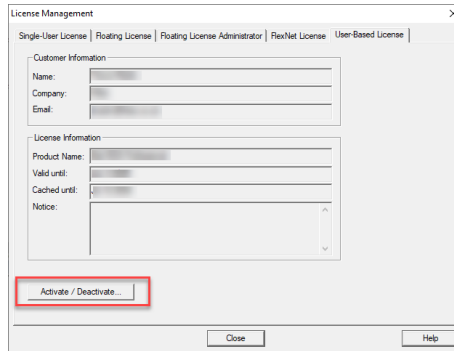 License Management
Single-User License Floating License Floating License Administrator FlexNet License User-Based License
Customer Information
Name:
Company:
Email:
License Information
Product Name:
Valid until:
Cached until:
Notice:
Activate / Deactivate...
Close Help